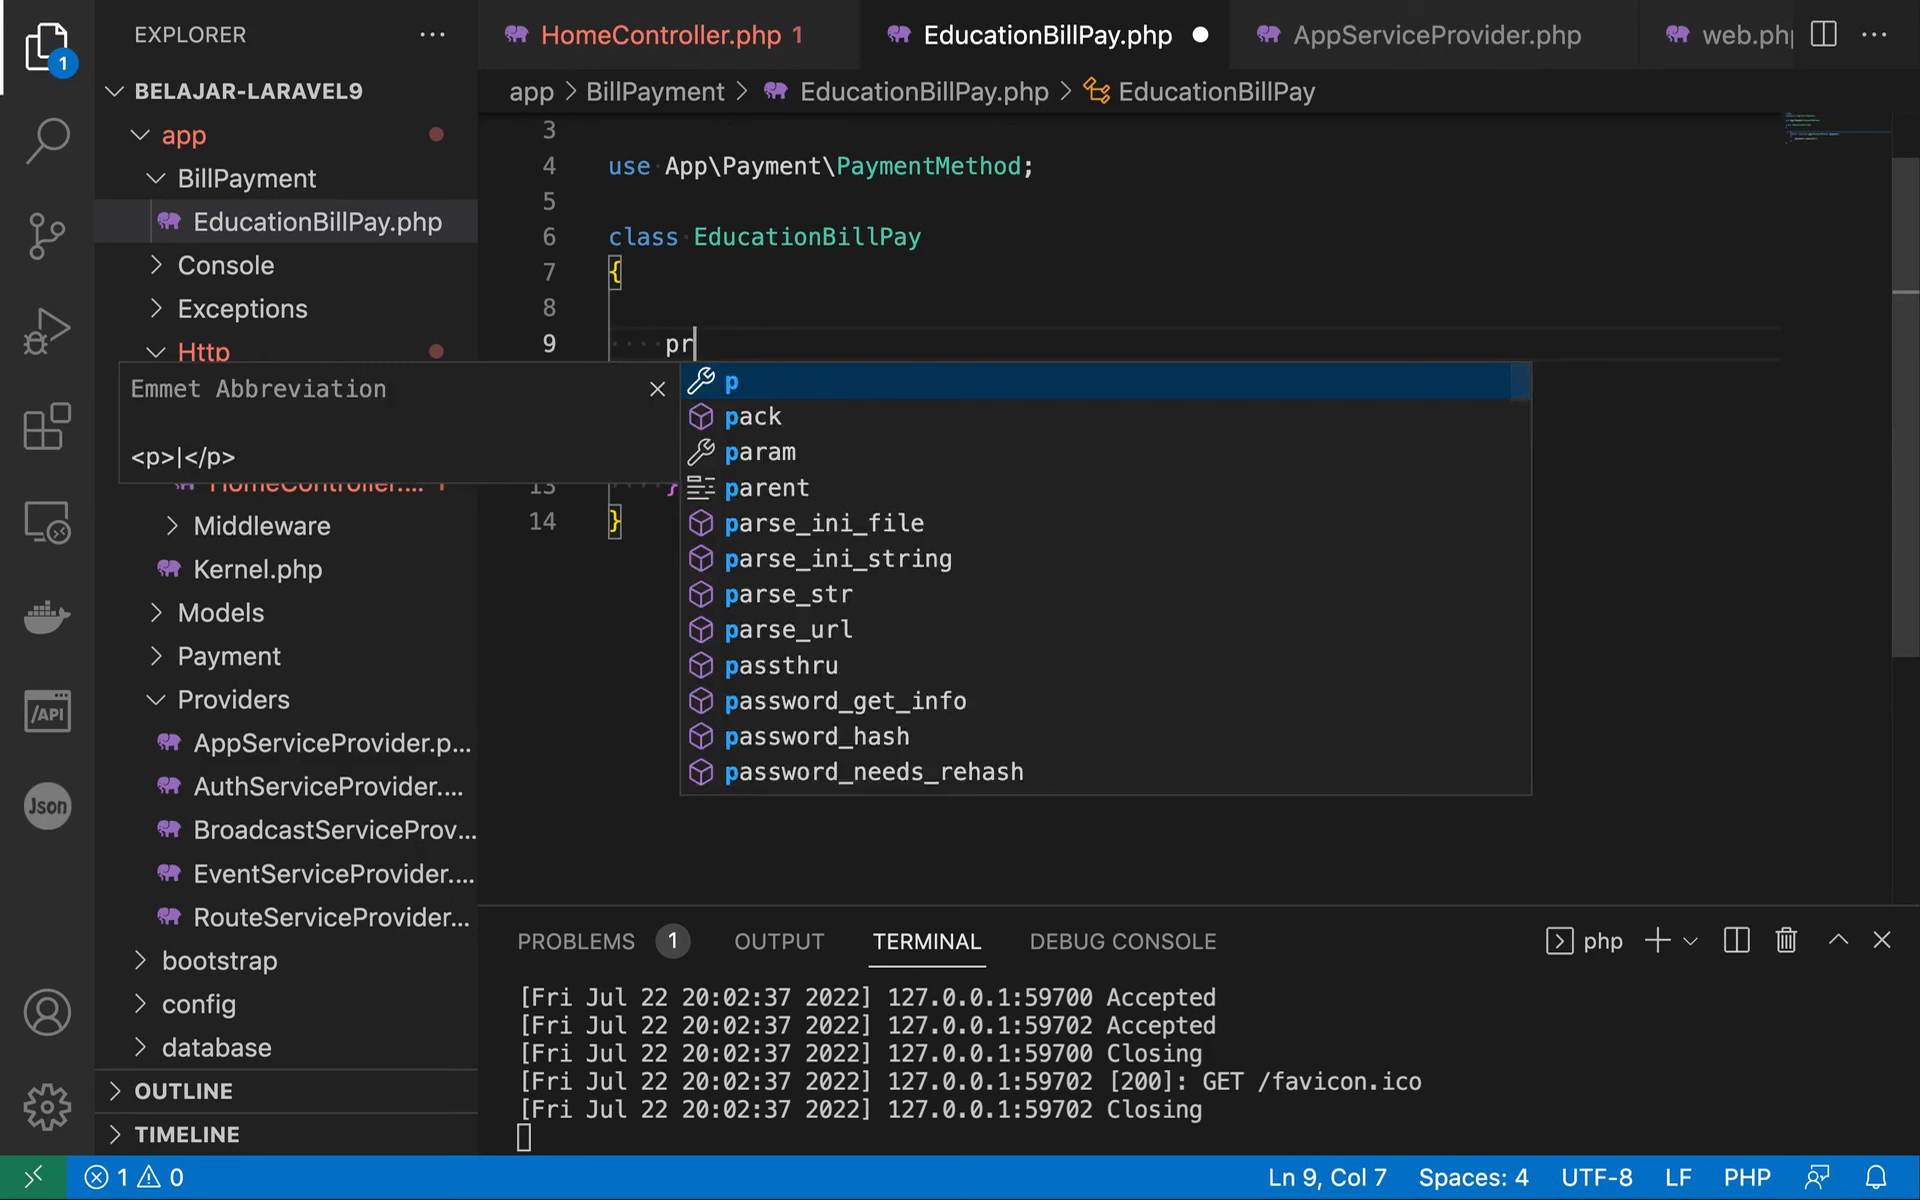 EXPLORER
1
BELAJAR-LARAVEL9
app
BillPayment
EducationBillPay.php
Console
Exceptions
Http
Emmet Abbreviation
<p>|</p>
HomeController.... 1
Middleware
Kernel.php
Models
Payment
Providers
AppServiceProvider.p...
AuthServiceProvider....
BroadcastServiceProv...
EventServiceProvider....
RouteServiceProvider...
bootstrap
config
database
OUTLINE
TIMELINE
/API
Json
HomeController.php 1
EducationBillPay.php
AppServiceProvider.php
web.php
app > BillPayment > EducationBillPay.php > EducationBillPay
3
4 use App\Payment\PaymentMethod;
5
6 class EducationBillPay
7 {
8
9 pr
13 }
14 }
p
pack
param
parent
parse_ini_file
parse_ini_string
parse_str
parse_url
passthru
password_get_info
password_hash
password_needs_rehash
PROBLEMS 1 OUTPUT TERMINAL DEBUG CONSOLE
php
[Fri Jul 22 20:02:37 2022] 127.0.0.1:59700 Accepted
[Fri Jul 22 20:02:37 2022] 127.0.0.1:59702 Accepted
[Fri Jul 22 20:02:37 2022] 127.0.0.1:59700 Closing
[Fri Jul 22 20:02:37 2022] 127.0.0.1:59702 [200]: GET /favicon.ico
[Fri Jul 22 20:02:37 2022] 127.0.0.1:59702 Closing
1 0
Ln 9, Col 7 Spaces: 4 UTF-8 LF PHP